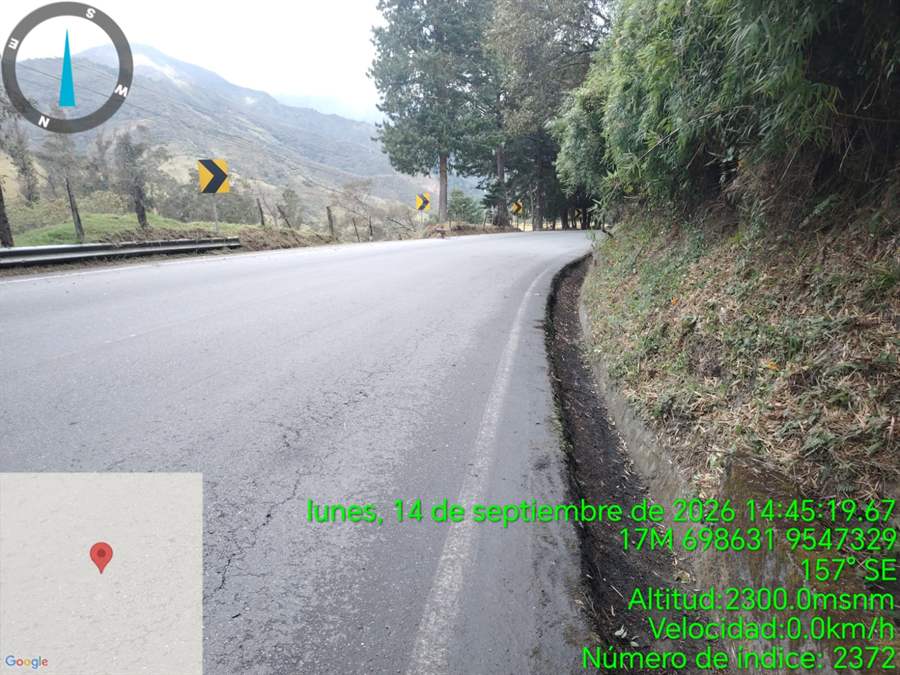 S
E
W
N
lunes, 14 de septiembre de 2026 14:45:19.67
17M 698631 9547329
157° SE
Altitud:2300.0msnm
Velocidad:0.0km/h
Número de índice: 2372
Google